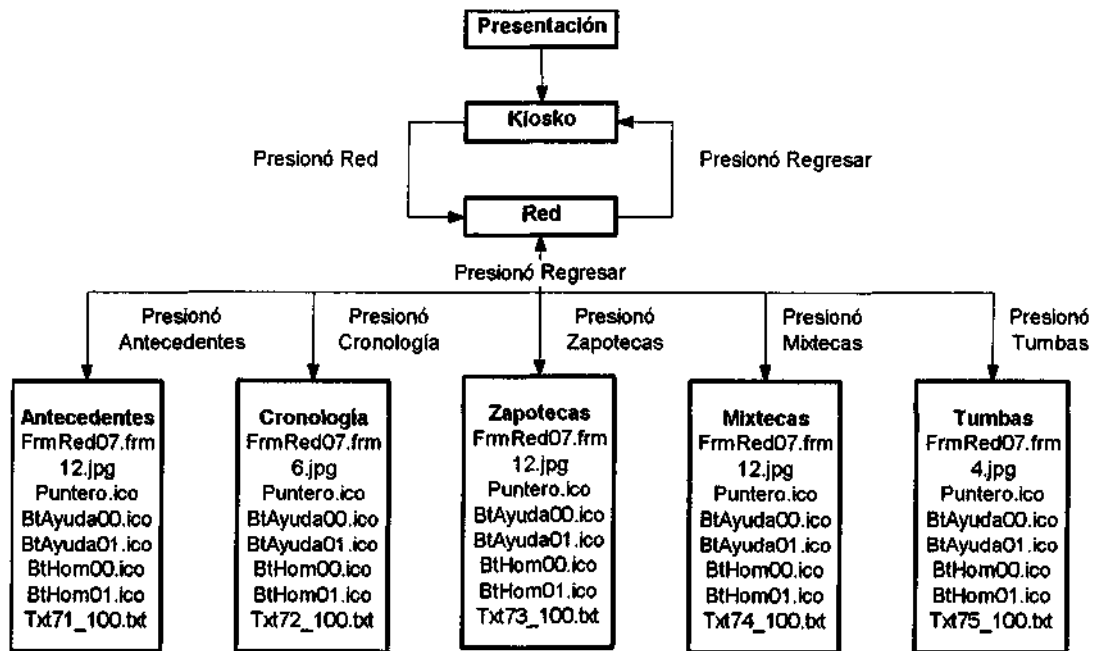 Presentación
Kiosko
Presionó Red
Presionó Regresar
Red
Presionó Regresar
Presionó
Antecedentes
Presionó
Cronología
Presionó
Zapotecas
Presionó
Mixtecas
Presionó
Tumbas
Antecedentes
FrmRed07.frm
12.jpg
Puntero.ico
BtAyuda00.ico
BtAyuda01.ico
BtHom00.ico
BtHom01.ico
Txt71_100.txt
Cronología
FrmRed07.frm
6.jpg
Puntero.ico
BtAyuda00.ico
BtAyuda01.ico
BtHom00.ico
BtHom01.ico
Txt72_100.txt
Zapotecas
FrmRed07.frm
12.jpg
Puntero.ico
BtAyuda00.ico
BtAyuda01.ico
BtHom00.ico
BtHom01.ico
Txt73_100.txt
Mixtecas
FrmRed07.frm
12.jpg
Puntero.ico
BtAyuda00.ico
BtAyuda01.ico
BtHom00.ico
BtHom01.ico
Txt74_100.txt
Tumbas
FrmRed07.frm
4.jpg
Puntero.ico
BtAyuda00.ico
BtAyuda01.ico
BtHom00.ico
BtHom01.ico
Txt75_100.txt